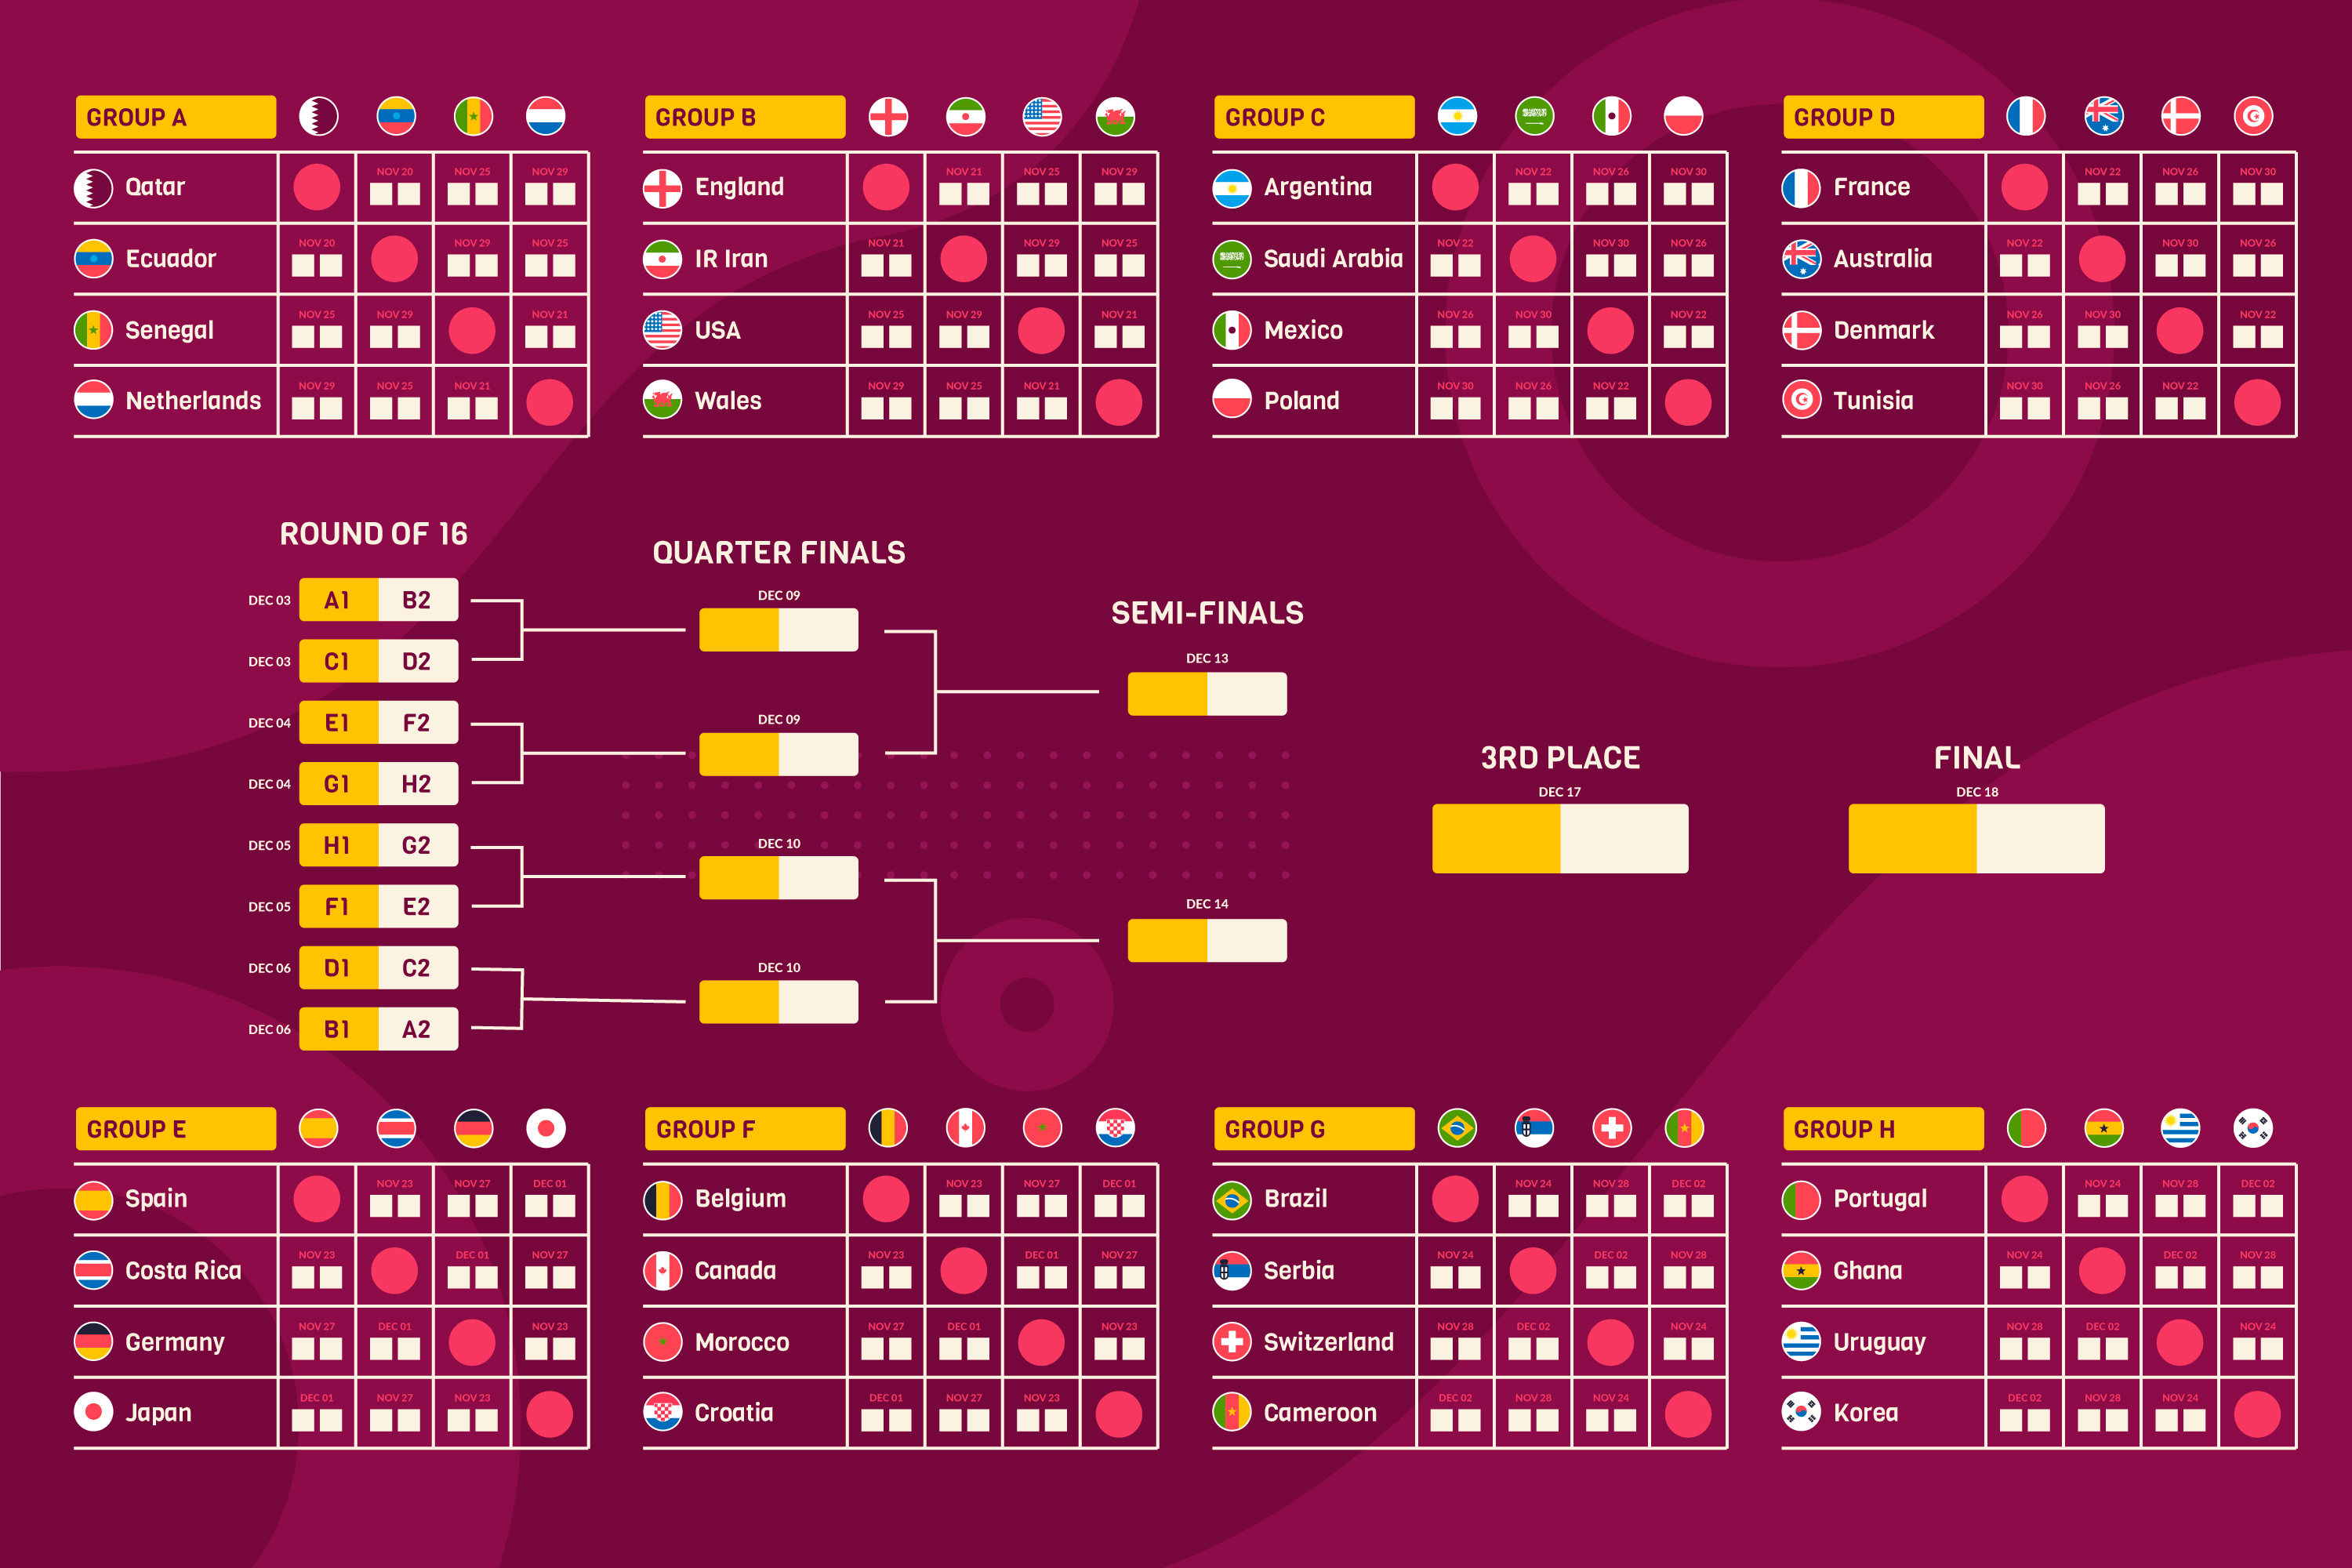 GROUP A
NOV 20 NOV 25 NOV 29
Qatar
NOV 20 NOV 29 NOV 25
Ecuador
NOV 25 NOV 29 NOV 21
Senegal
NOV 29 NOV 25 NOV 21
Netherlands
GROUP B
NOV 21 NOV 25 NOV 29
England
NOV 21 NOV 29 NOV 25
IR Iran
NOV 25 NOV 29 NOV 21
USA
NOV 29 NOV 25 NOV 21
Wales
GROUP C
NOV 22 NOV 26 NOV 30
Argentina
NOV 22 NOV 30 NOV 26
Saudi Arabia
NOV 26 NOV 30 NOV 22
Mexico
NOV 30 NOV 26 NOV 22
Poland
GROUP D
NOV 22 NOV 26 NOV 30
France
NOV 22 NOV 30 NOV 26
Australia
NOV 26 NOV 30 NOV 22
Denmark
NOV 30 NOV 26 NOV 22
Tunisia
ROUND OF 16
DEC 03 A1 B2
DEC 03 C1 D2
DEC 04 E1 F2
DEC 04 G1 H2
DEC 05 H1 G2
DEC 05 F1 E2
DEC 06 D1 C2
DEC 06 B1 A2
QUARTER FINALS
DEC 09
DEC 09
DEC 10
DEC 10
SEMI-FINALS
DEC 13
DEC 14
3RD PLACE
DEC 17
FINAL
DEC 18
GROUP E
NOV 23 NOV 27 DEC 01
Spain
NOV 23 DEC 01 NOV 27
Costa Rica
NOV 27 DEC 01 NOV 23
Germany
DEC 01 NOV 27 NOV 23
Japan
GROUP F
NOV 23 NOV 27 DEC 01
Belgium
NOV 23 DEC 01 NOV 27
Canada
NOV 27 DEC 01 NOV 23
Morocco
DEC 01 NOV 27 NOV 23
Croatia
GROUP G
NOV 24 NOV 28 DEC 02
Brazil
NOV 24 DEC 02 NOV 28
Serbia
NOV 28 DEC 02 NOV 24
Switzerland
DEC 02 NOV 28 NOV 24
Cameroon
GROUP H
NOV 24 NOV 28 DEC 02
Portugal
NOV 24 DEC 02 NOV 28
Ghana
NOV 28 DEC 02 NOV 24
Uruguay
DEC 02 NOV 28 NOV 24
Korea